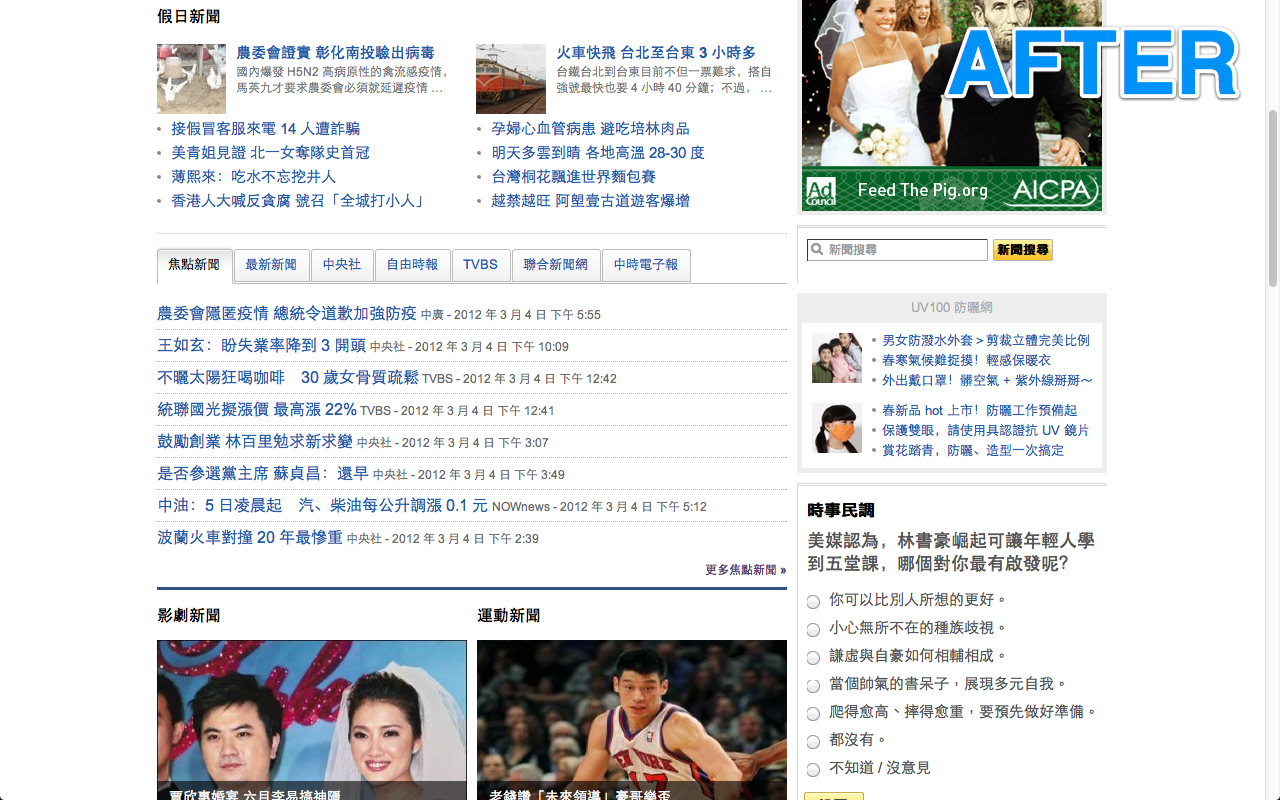 AFTER
假日新聞
農委會證實 彰化南投驗出病毒
國內爆發 H5N2 高病原性的禽流感疫情，
馬英九才要求農委會必須就延遲疫情 ...
火車快飛 台北至台東 3 小時多
台鐵台北到台東目前不但一票難求，搭自
強號最快也要 4 小時 40 分鐘；不過， ...
接假冒客服來電 14 人遭詐騙
美青姐見證 北一女奪隊史首冠
薄熙來：吃水不忘挖井人
香港人大喊反貪腐 號召「全城打小人」
孕婦心血管病患 避吃培林肉品
明天多雲到晴 各地高溫 28-30 度
台灣桐花飄進世界麵包賽
越禁越旺 阿塱壹古道遊客爆增
焦點新聞
最新新聞
中央社
自由時報
TVBS
聯合新聞網
中時電子報
農委會隱匿疫情 總統令道歉加強防疫 中廣 - 2012 年 3 月 4 日 下午 5:55
王如玄：盼失業率降到 3 開頭 中央社 - 2012 年 3 月 4 日 下午 10:09
不曬太陽狂喝咖啡　30 歲女骨質疏鬆 TVBS - 2012 年 3 月 4 日 下午 12:42
統聯國光擬漲價 最高漲 22% TVBS - 2012 年 3 月 4 日 下午 12:41
鼓勵創業 林百里勉求新求變 中央社 - 2012 年 3 月 4 日 下午 3:07
是否參選黨主席 蘇貞昌：還早 中央社 - 2012 年 3 月 4 日 下午 3:49
中油：5 日凌晨起　汽、柴油每公升調漲 0.1 元 NOWnews - 2012 年 3 月 4 日 下午 5:12
波蘭火車對撞 20 年最慘重 中央社 - 2012 年 3 月 4 日 下午 2:39
更多焦點新聞 »
影劇新聞
運動新聞
NEW YORK
17
Ad Council
Feed The Pig.org
AICPA
新聞搜尋
新聞搜尋
UV100 防曬網
男女防潑水外套＞剪裁立體完美比例
春寒氣候難捉摸！輕感保暖衣
外出戴口罩！髒空氣 + 紫外線掰掰～
春新品 hot 上市！防曬工作預備起
保護雙眼，請使用具認證抗 UV 鏡片
賞花踏青，防曬、造型一次搞定
時事民調
美媒認為，林書豪崛起可讓年輕人學
到五堂課，哪個對你最有啟發呢？
你可以比別人所想的更好。
小心無所不在的種族歧視。
謙虛與自豪如何相輔相成。
當個帥氣的書呆子，展現多元自我。
爬得愈高、摔得愈重，要預先做好準備。
都沒有。
不知道 / 沒意見